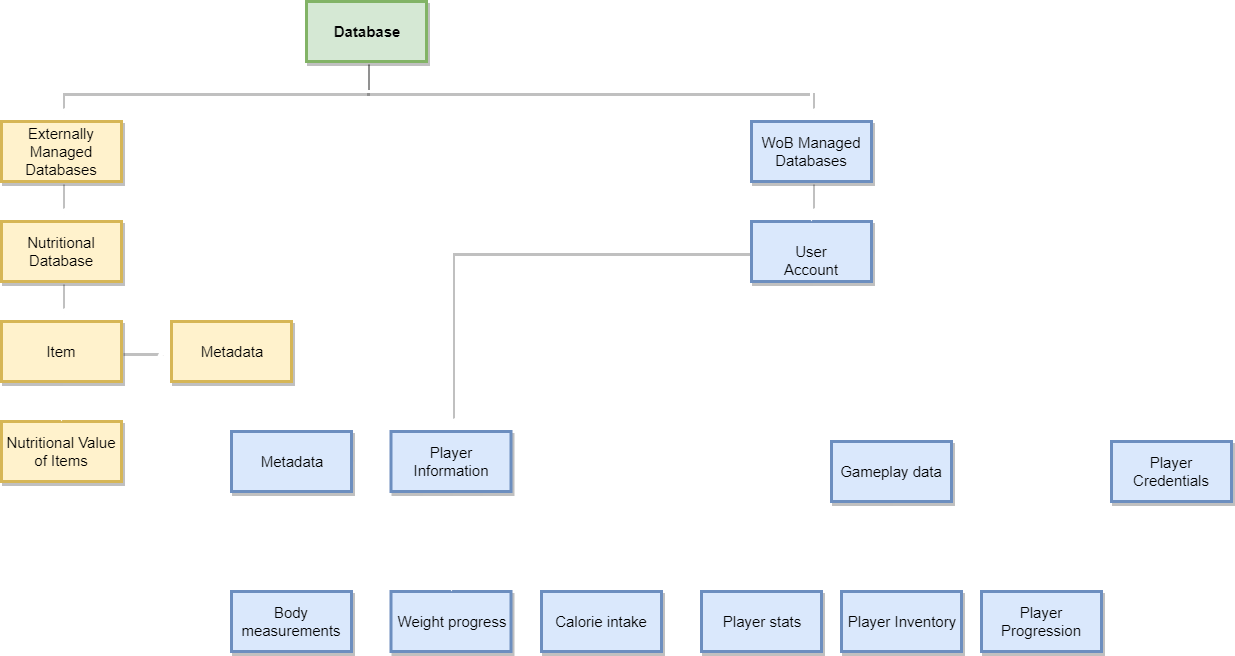 Database
Externally
Managed
Databases
WoB Managed
Databases
Nutritional
Database
User
Account
Item
Metadata
Nutritional Value
of Items
Metadata
Player
Information
Gameplay data
Player
Credentials
Body
measurements
Weight progress
Calorie intake
Player stats
Player Inventory
Player
Progression